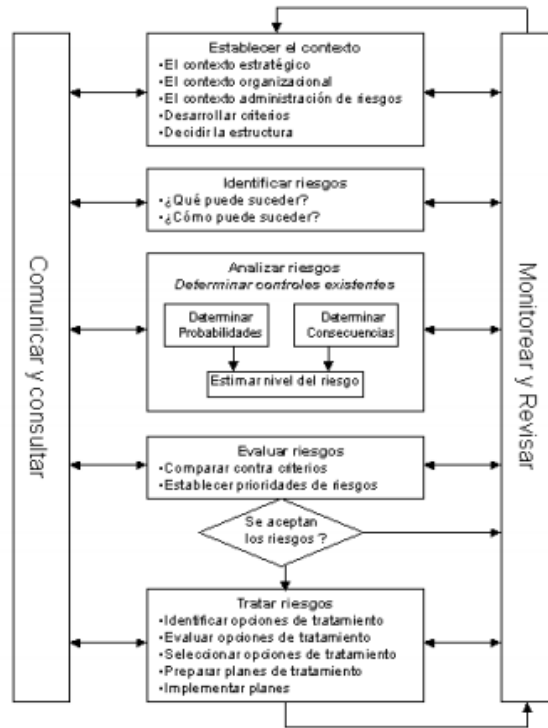 Establecer el contexto
•El contexto estratégico
•El contexto organizacional
•El contexto administración de riesgos
•Desarrollar criterios
•Decidir la estructura
Identificar riesgos
•¿Qué puede suceder?
•¿Cómo puede suceder?
Analizar riesgos
Determinar controles existentes
Determinar
Probabilidades
Determinar
Consecuencias
Estimar nivel del riesgo
Evaluar riesgos
•Comparar contra criterios
•Establecer prioridades de riesgos
Se aceptan
los riesgos ?
Tratar riesgos
•Identificar opciones de tratamiento
•Evaluar opciones de tratamiento
•Seleccionar opciones de tratamiento
•Preparar planes de tratamiento
•Implementar planes
Comunicar y consultar
Monitorear y Revisar